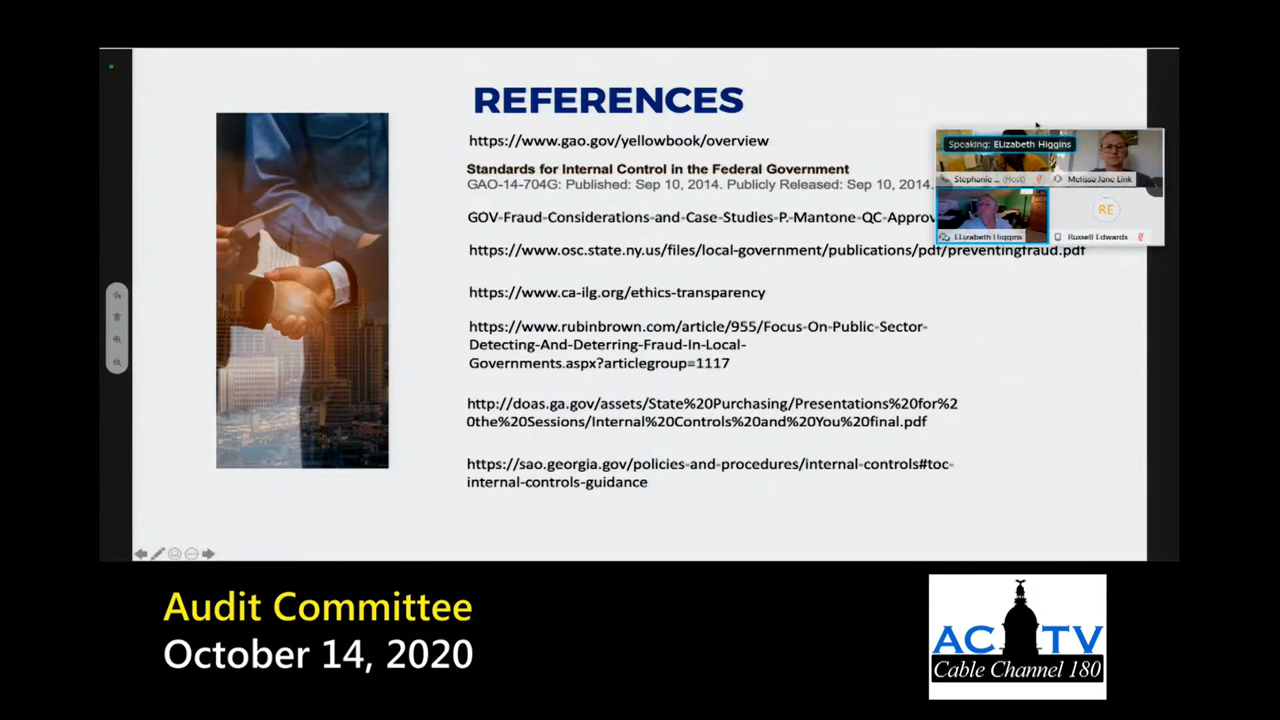 REFERENCES
https://www.gao.gov/yellowbook/overview
Standards for Internal Control in the Federal Government
GAO-14-704G: Published: Sep 10, 2014. Publicly Released: Sep 10, 2014.
GOV-Fraud-Considerations-and-Case-Studies-P.-Mantone-QC-Approv
https://www.osc.state.ny.us/files/local-government/publications/pdf/preventingfraud.pdf
https://www.ca-ilg.org/ethics-transparency
https://www.rubinbrown.com/article/955/Focus-On-Public-Sector-
Detecting-And-Deterring-Fraud-In-Local-
Governments.aspx?articlegroup=1117
http://doas.ga.gov/assets/State%20Purchasing/Presentations%20for%2
0the%20Sessions/Internal%20Controls%20and%20You%20final.pdf
https://sao.georgia.gov/policies-and-procedures/internal-controls#toc-
internal-controls-guidance
Speaking: ELizabeth Higgins
Stephanie ... (Host)
Melissa Jane Link
ELizabeth Higgins
RE
Russell Edwards
Audit Committee
October 14, 2020
AC TV
Cable Channel 180